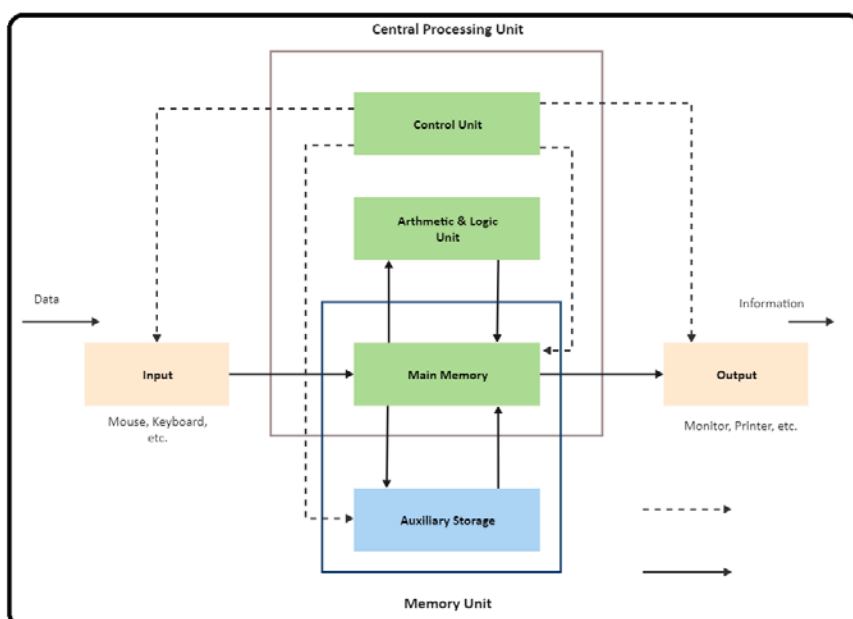 Central Processing Unit
Control Unit
Arithmetic & Logic
Unit
Data
Information
Input
Main Memory
Output
Mouse, Keyboard,
etc.
Monitor, Printer, etc.
Auxiliary Storage
Memory Unit